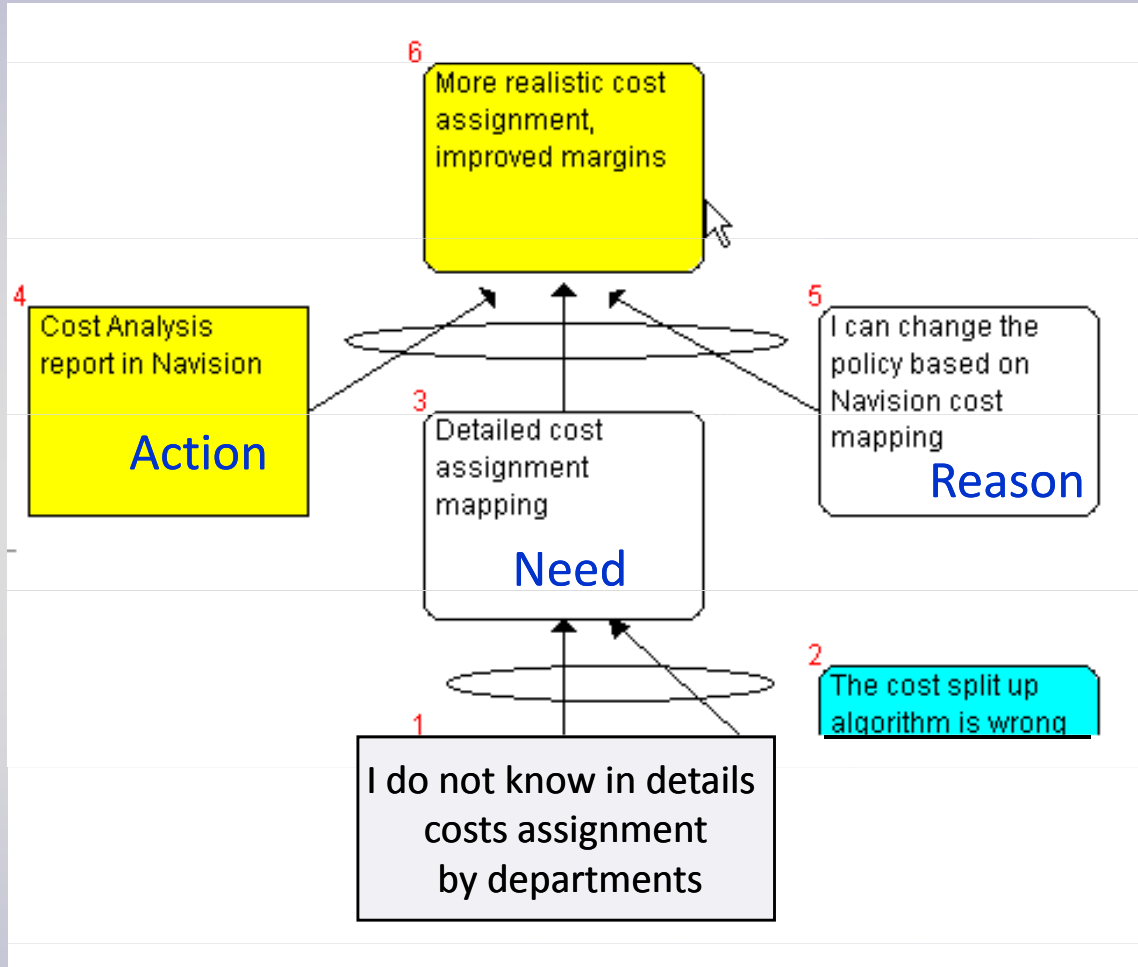 6
More realistic cost
assignment,
improved margins
4
Cost Analysis
report in Navision
Action
3
Detailed cost
assignment
mapping
Need
5
I can change the
policy based on
Navision cost
mapping
Reason
2
The cost split up
algorithm is wrong
1
I do not know in details
costs assignment
by departments